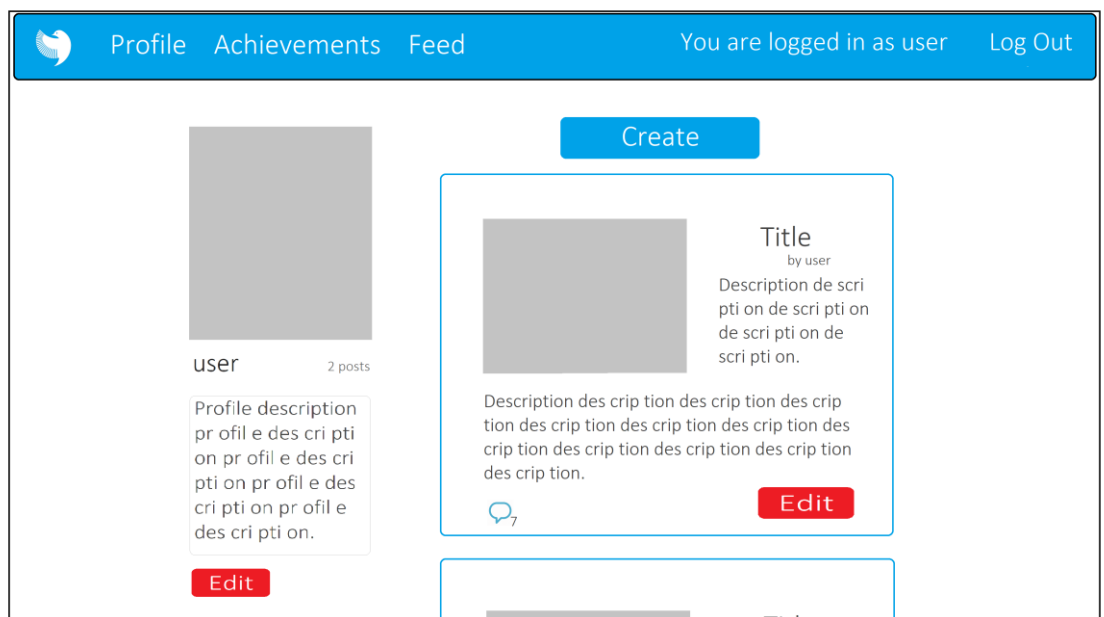 Profile Achievements Feed You are logged in as user Log Out
user 2 posts
Profile description
pr ofil e des cri pti
on pr ofil e des cri
pti on pr ofil e des
cri pti on pr ofil e
des cri pti on.
Edit
Create
Title
by user
Description de scri
pti on de scri pti on
de scri pti on de
scri pti on.
Description des crip tion des crip tion des crip
tion des crip tion des crip tion des crip tion des
crip tion des crip tion des crip tion des crip tion
des crip tion.
7
Edit